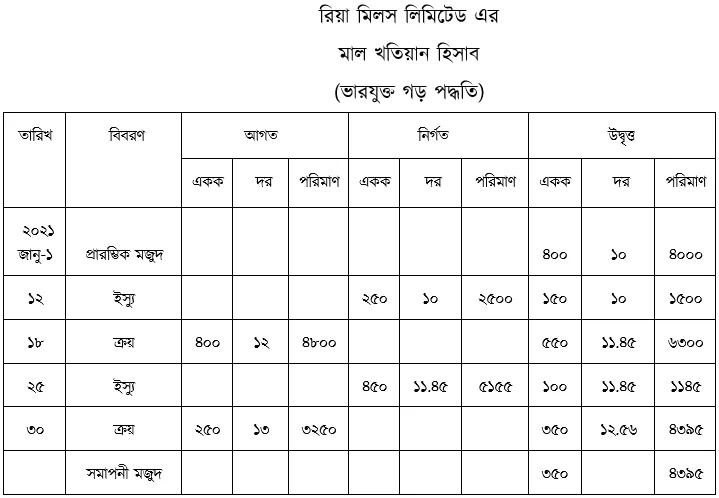 রিয়া মিলস লিমিটেড এর
মাল খতিয়ান হিসাব
(ভারযুক্ত গড় পদ্ধতি)
তারিখ বিবরণ আগত নির্গত উদ্বৃত্ত
একক দর পরিমাণ একক দর পরিমাণ একক দর পরিমাণ
২০২১
জানু-১ প্রারম্ভিক মজুদ ৪০০ ১০ ৪০০০
১২ ইস্যু ২৫০ ১০ ২৫০০ ১৫০ ১০ ১৫০০
১৮ ক্রয় ৪০০ ১২ ৪৮০০ ৫৫০ ১১.৪৫ ৬৩০০
২৫ ইস্যু ৪৫০ ১১.৪৫ ৫১৫৫ ১০০ ১১.৪৫ ১১৪৫
৩০ ক্রয় ২৫০ ১৩ ৩২৫০ ৩৫০ ১২.৫৬ ৪৩৯৫
সমাপনী মজুদ ৩৫০ ৪৩৯৫